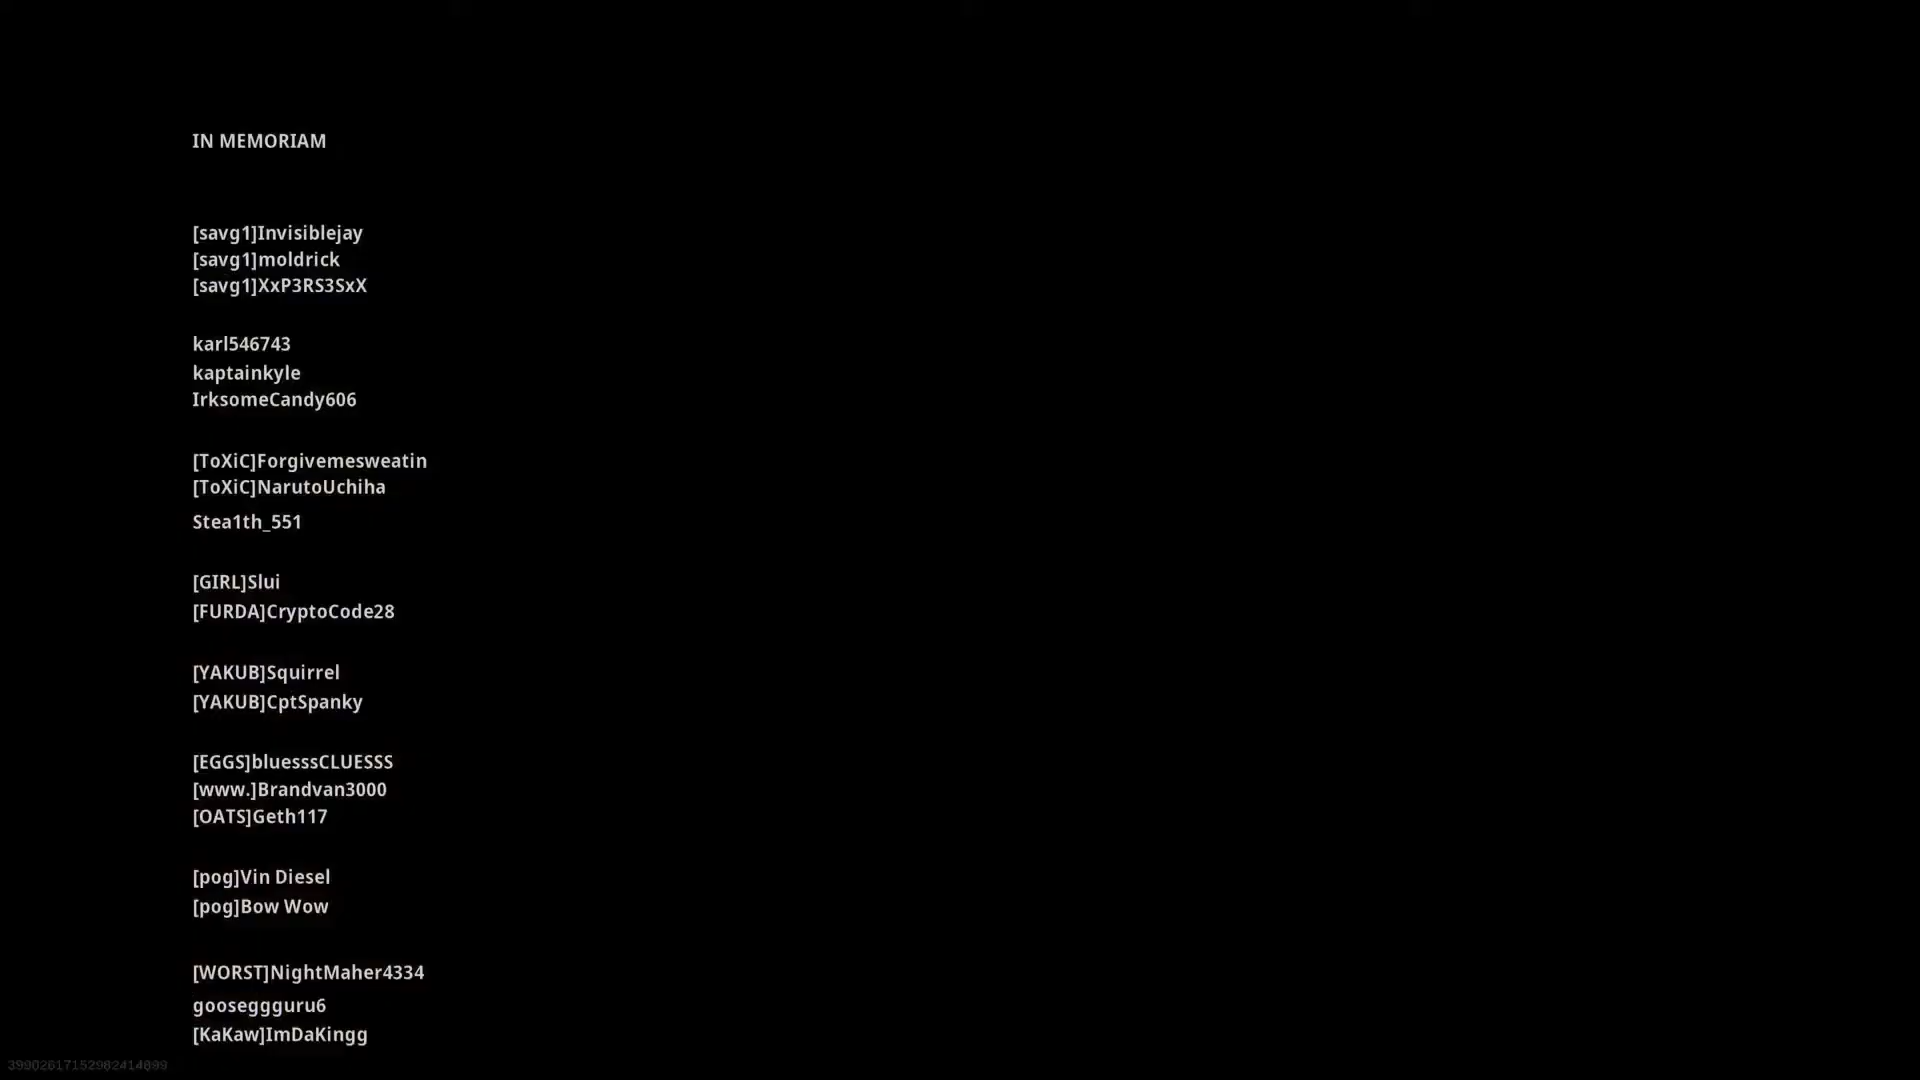 IN MEMORIAM
[savg1]Invisiblejay
[savg1]moldrick
[savg1]XxP3RS3SxX
karl546743
kaptainkyle
IrksomeCandy606
[ToXiC]Forgivemesweatin
[ToXiC]NarutoUchiha
Stea1th_551
[GIRL]Slui
[FURDA]CryptoCode28
[YAKUB]Squirrel
[YAKUB]CptSpanky
[EGGS]bluesssCLUESSS
[www.]Brandvan3000
[OATS]Geth117
[pog]Vin Diesel
[pog]Bow Wow
[WORST]NightMaher4334
gooseggguru6
[KaKaw]ImDaKingg